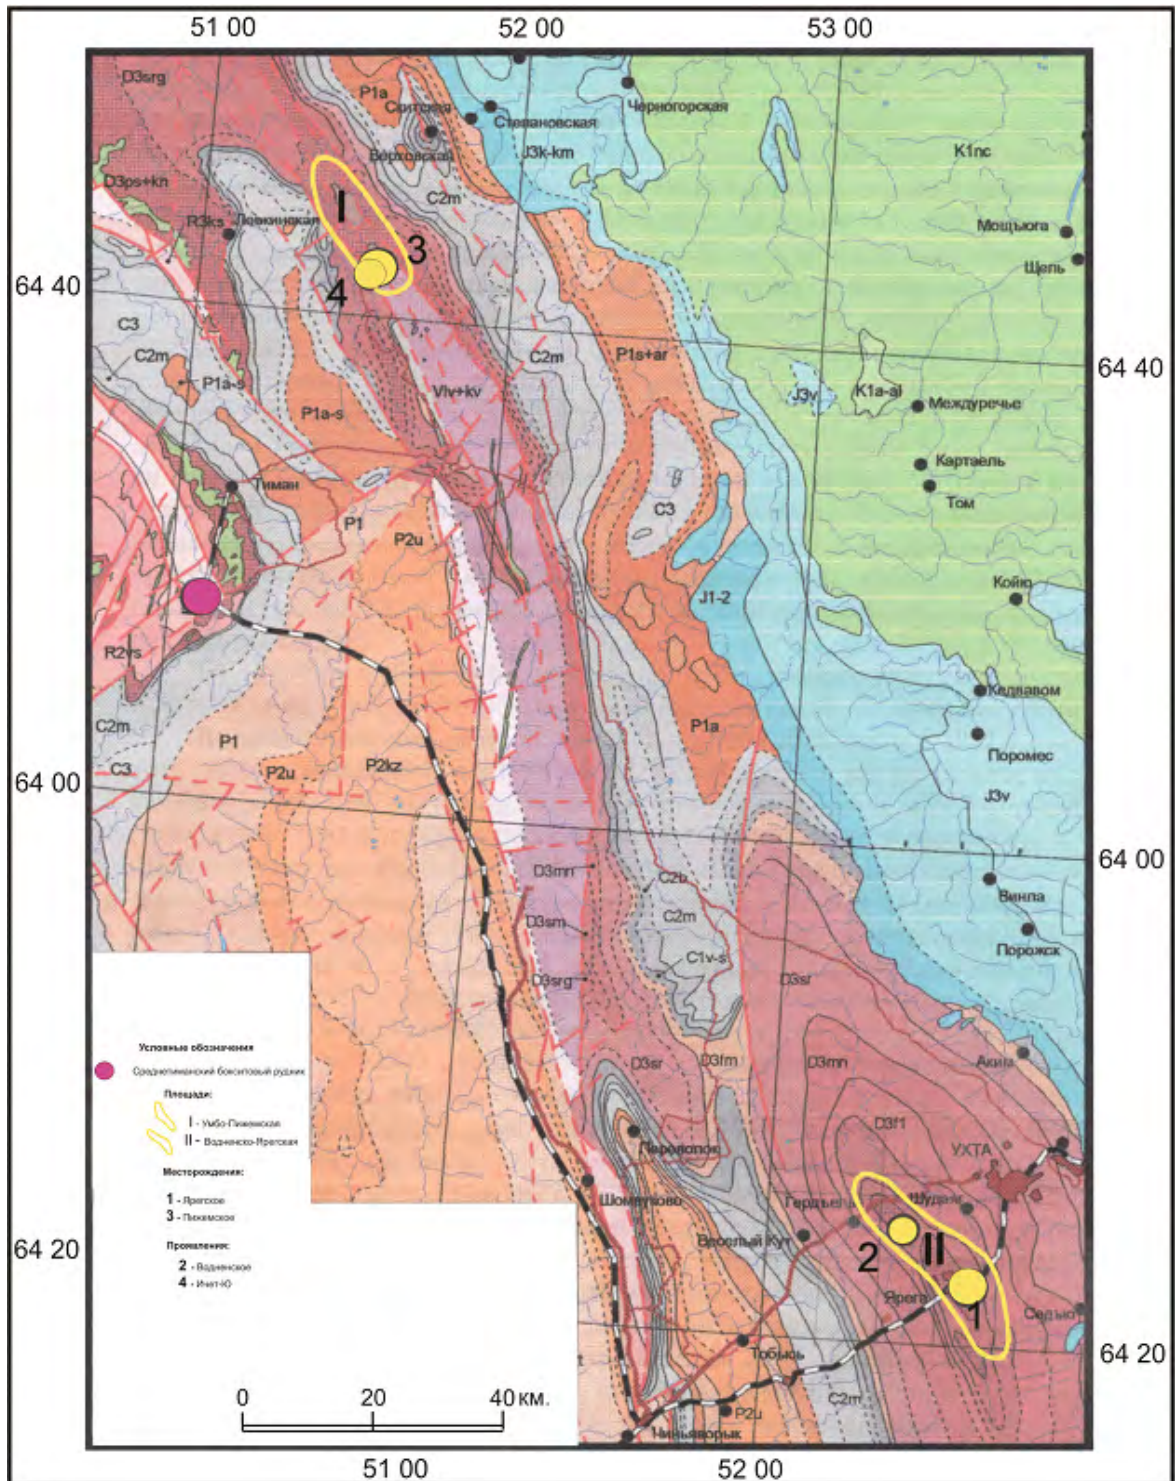 51 00 52 00 53 00
D3srg
P1a
Свитская
Степановская
Черногорская
Верховская
J3k-km
K1nc
D3ps+kn
C2m
R3ks
Левкинская
I
3
4
Мощъюга
Щель
64 40
C3
C2m
P1a-s
P1a-s
Vlv+kv
C2m
P1s+ar
J3v
K1a-al
64 40
Междуречье
Картаель
Том
Тиман
P1
P2u
C3
J1-2
Койю
R2vs
Кедвавом
C2m
P1
P1a
Поромес
C3
P2u
P2kz
J3v
64 00
64 00
D3mn
C2b
Винла
D3sm
C2m
Порожск
C1v-s
D3srg
D3sr
D3sr
D3fm
D3mn
Аким
Условные обозначения
Среднетиманский бокситовый рудник
Площади:
I - Умбо-Пижемская
II - Водненско-Ярегская
Месторождения:
1 - Ярегское
3 - Пижемское
Проявления:
2 - Водненское
4 - Ичет-Ю
D3f1
УХТА
Перовопок
Шомвуково
Шудаяг
Веселый Кут
2
II
64 20
Ярега
1
Седъю
Тобысь
64 20
0 20 40 км.
P2u
C2m
Чиньяворык
51 00 52 00